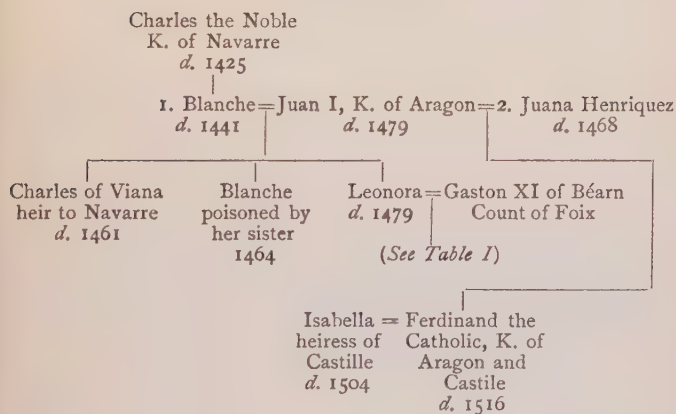 Charles the Noble
K. of Navarre
d. 1425
1. Blanche=Juan I, K. of Aragon=2. Juana Henriquez
d. 1441 d. 1479 d. 1468
Charles of Viana Blanche Leonora=Gaston XI of Béarn
heir to Navarre poisoned by d. 1479 Count of Foix
d. 1461 her sister
1464 (See Table I)
Isabella = Ferdinand the
heiress of Catholic, K. of
Castille Aragon and
d. 1504 Castile
d. 1516